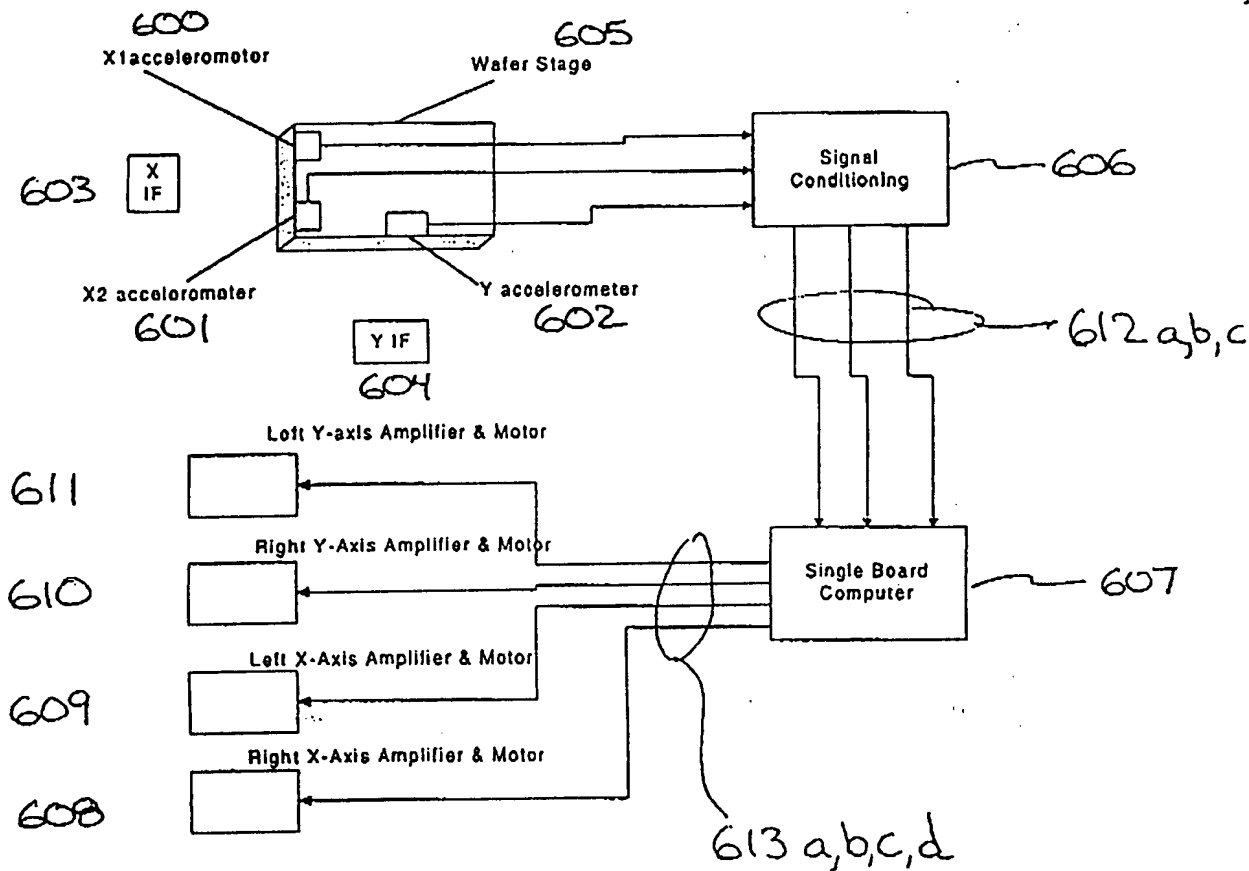 600
X1acceleromotor
605
Wafer Stage
603
X
IF
Signal
Conditioning
606
X2 accoloromoter
601
Y accelerometer
602
Y IF
604
612 a,b,c
Left Y-axis Amplifier & Motor
611
Right Y-Axis Amplifier & Motor
610
Single Board
Computer
607
Left X-Axis Amplifier & Motor
609
Right X-Axis Amplifier & Motor
608
613 a,b,c,d